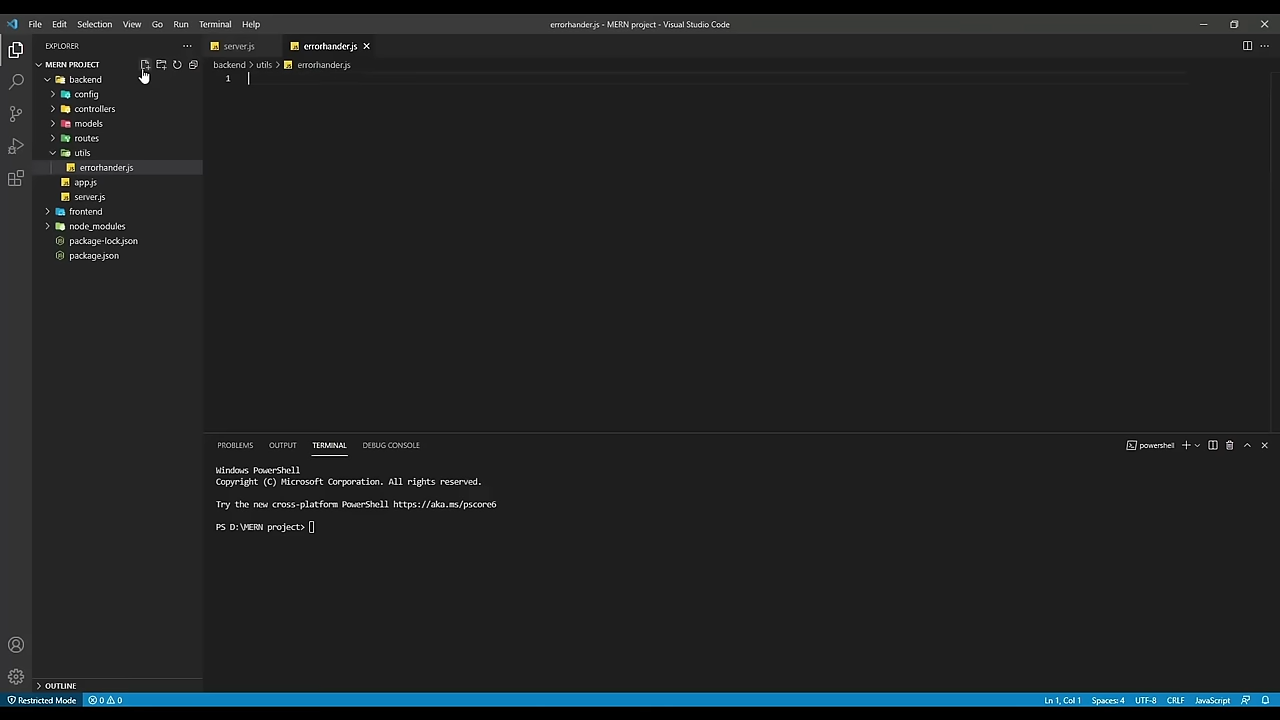 File Edit Selection View Go Run Terminal Help
errorhander.js - MERN project - Visual Studio Code
EXPLORER
MERN PROJECT
backend
config
controllers
models
routes
utils
errorhander.js
app.js
server.js
frontend
node_modules
package-lock.json
package.json
OUTLINE
server.js errorhander.js
backend > utils > errorhander.js
1
PROBLEMS OUTPUT TERMINAL DEBUG CONSOLE
powershell
Windows PowerShell
Copyright (C) Microsoft Corporation. All rights reserved.
Try the new cross-platform PowerShell https://aka.ms/pscore6
PS D:\MERN project>
Restricted Mode 0 0
Ln 1, Col 1 Spaces: 4 UTF-8 CRLF JavaScript